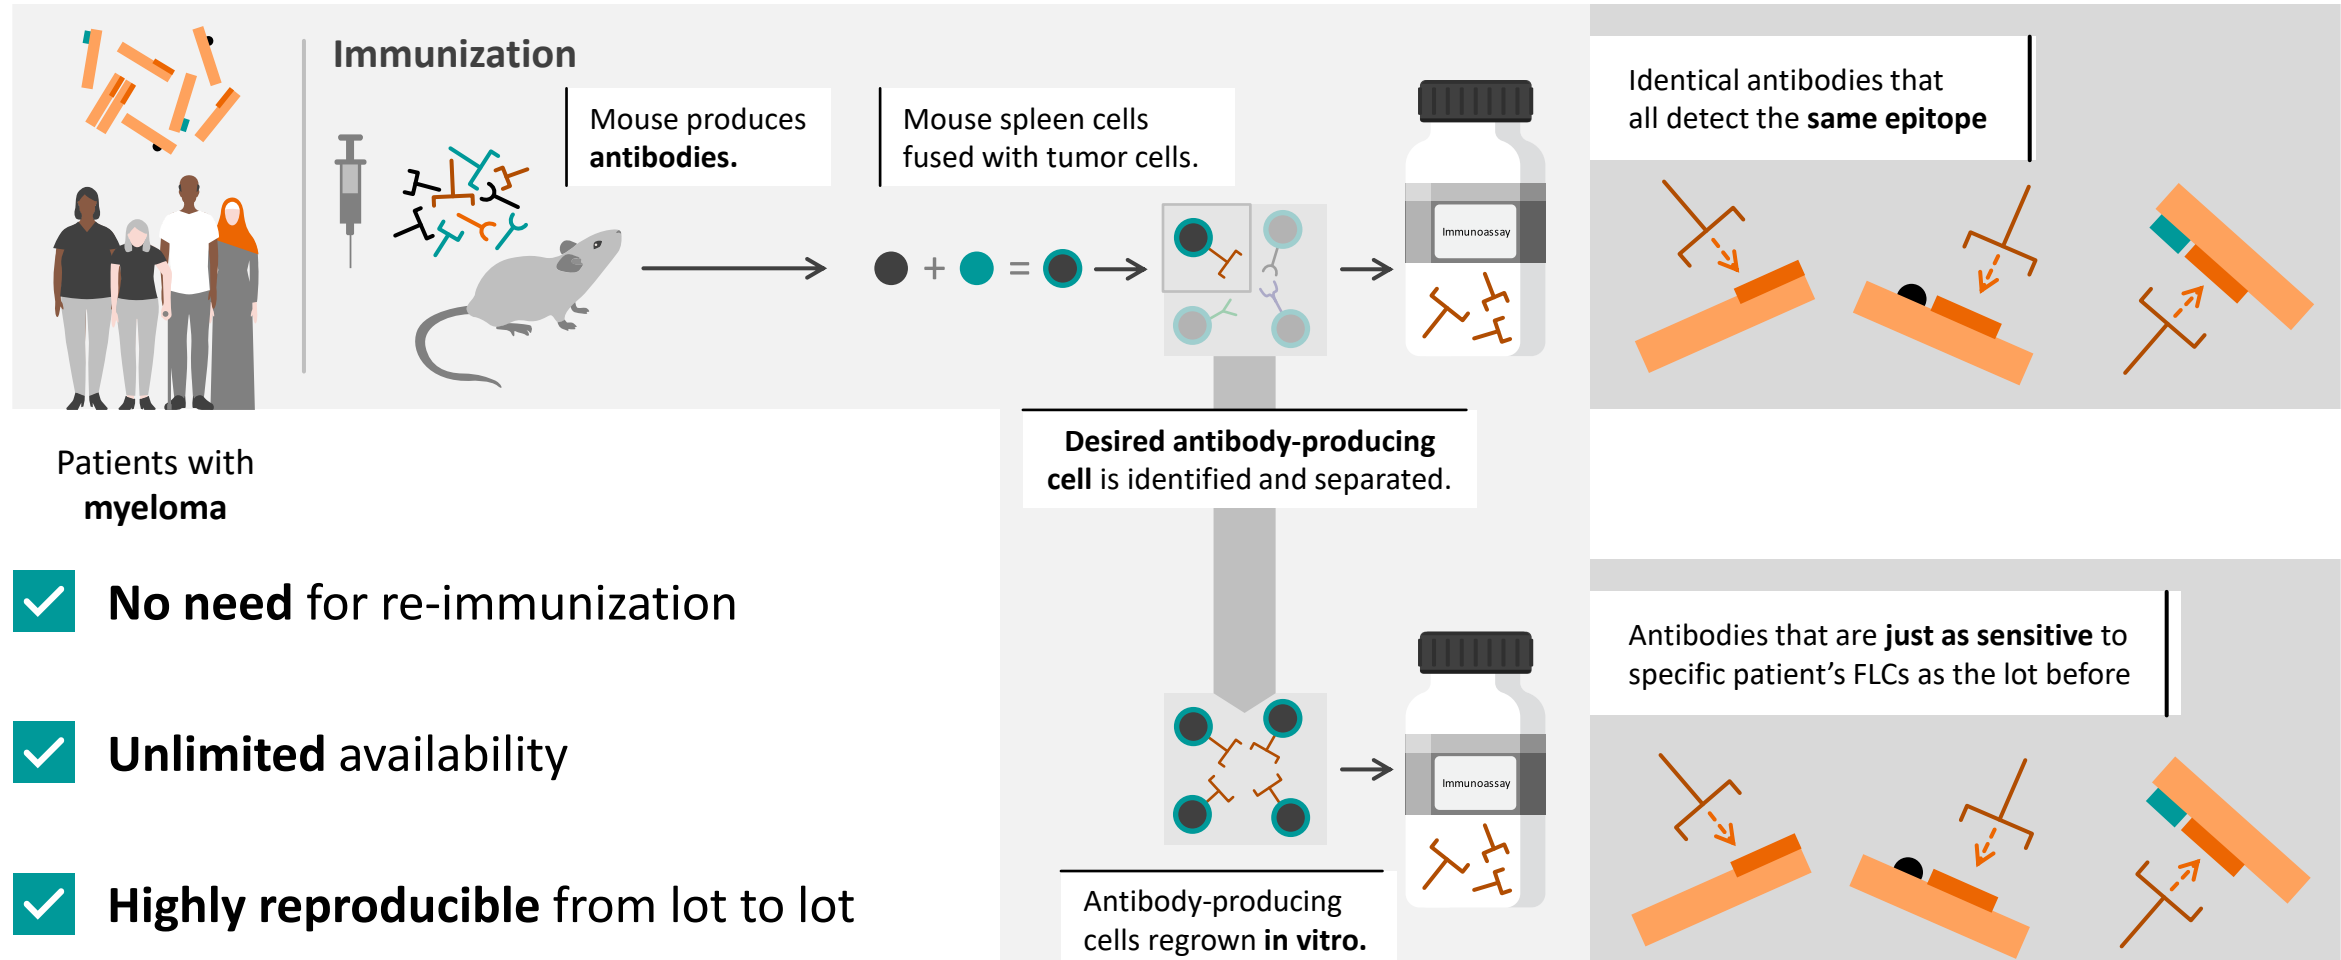 Immunization
Mouse produces
antibodies.
Mouse spleen cells
fused with tumor cells.
Immunoassay
Identical antibodies that
all detect the same epitope
Patients with
myeloma
Desired antibody-producing
cell is identified and separated.
No need for re-immunization
Unlimited availability
Highly reproducible from lot to lot
Antibody-producing
cells regrown in vitro.
Immunoassay
Antibodies that are just as sensitive to
specific patient’s FLCs as the lot before